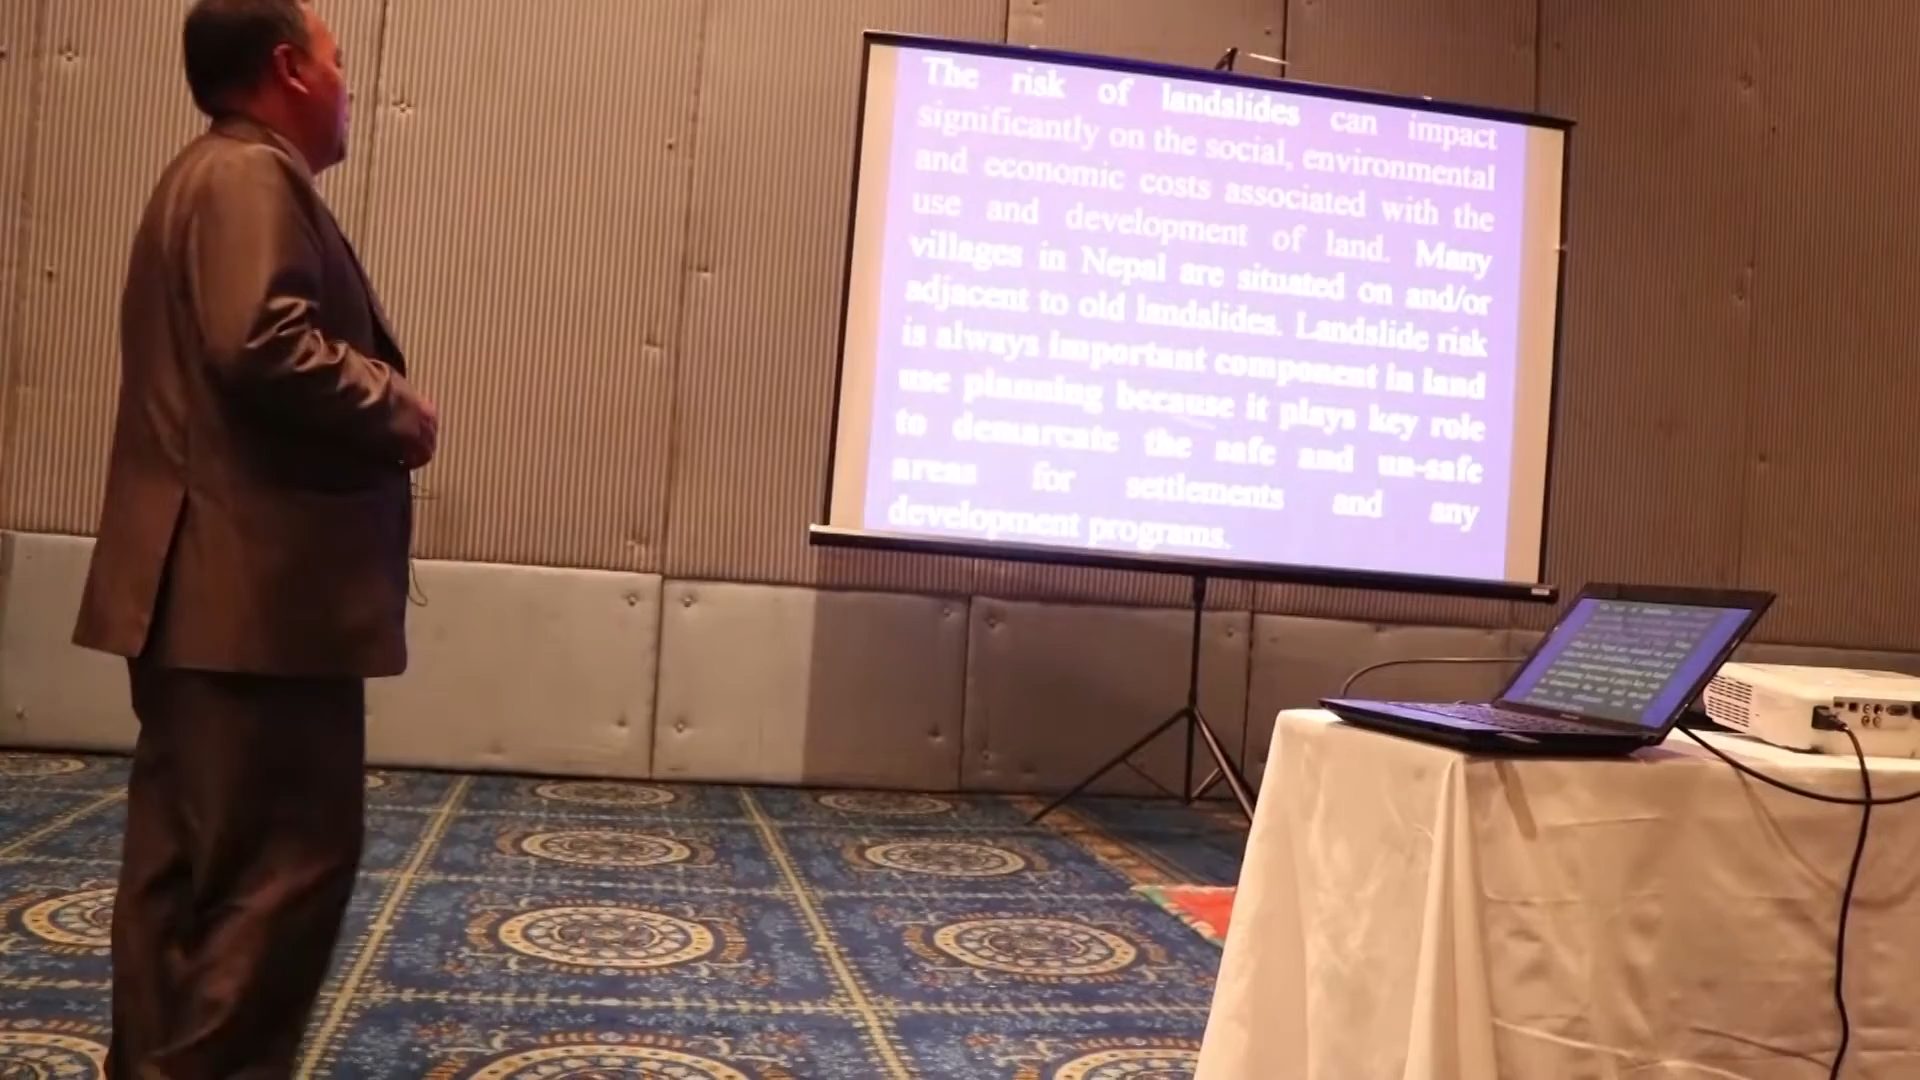 The risk of landslides can impact
significantly on the social, environmental
and economic costs associated with the
use and development of land. Many
villages in Nepal are situated on and/or
adjacent to old landslides. Landslide risk
is always important component in land
use planning because it plays key role
to demarcate the safe and un-safe
areas for settlements and any
development programs.